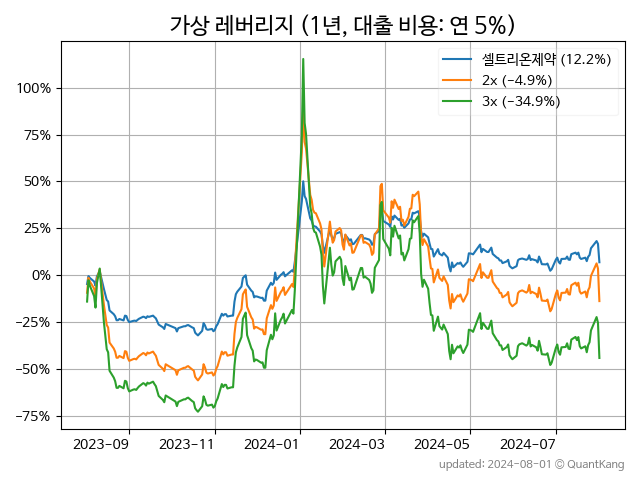 가상 레버리지 (1년, 대출 비용: 연 5%)
셀트리온제약 (12.2%)
2x (−4.9%)
3x (−34.9%)
100%
75%
50%
25%
0%
−25%
−50%
−75%
2023-09 2023-11 2024-01 2024-03 2024-05 2024-07
updated: 2024-08-01 © QuantKang